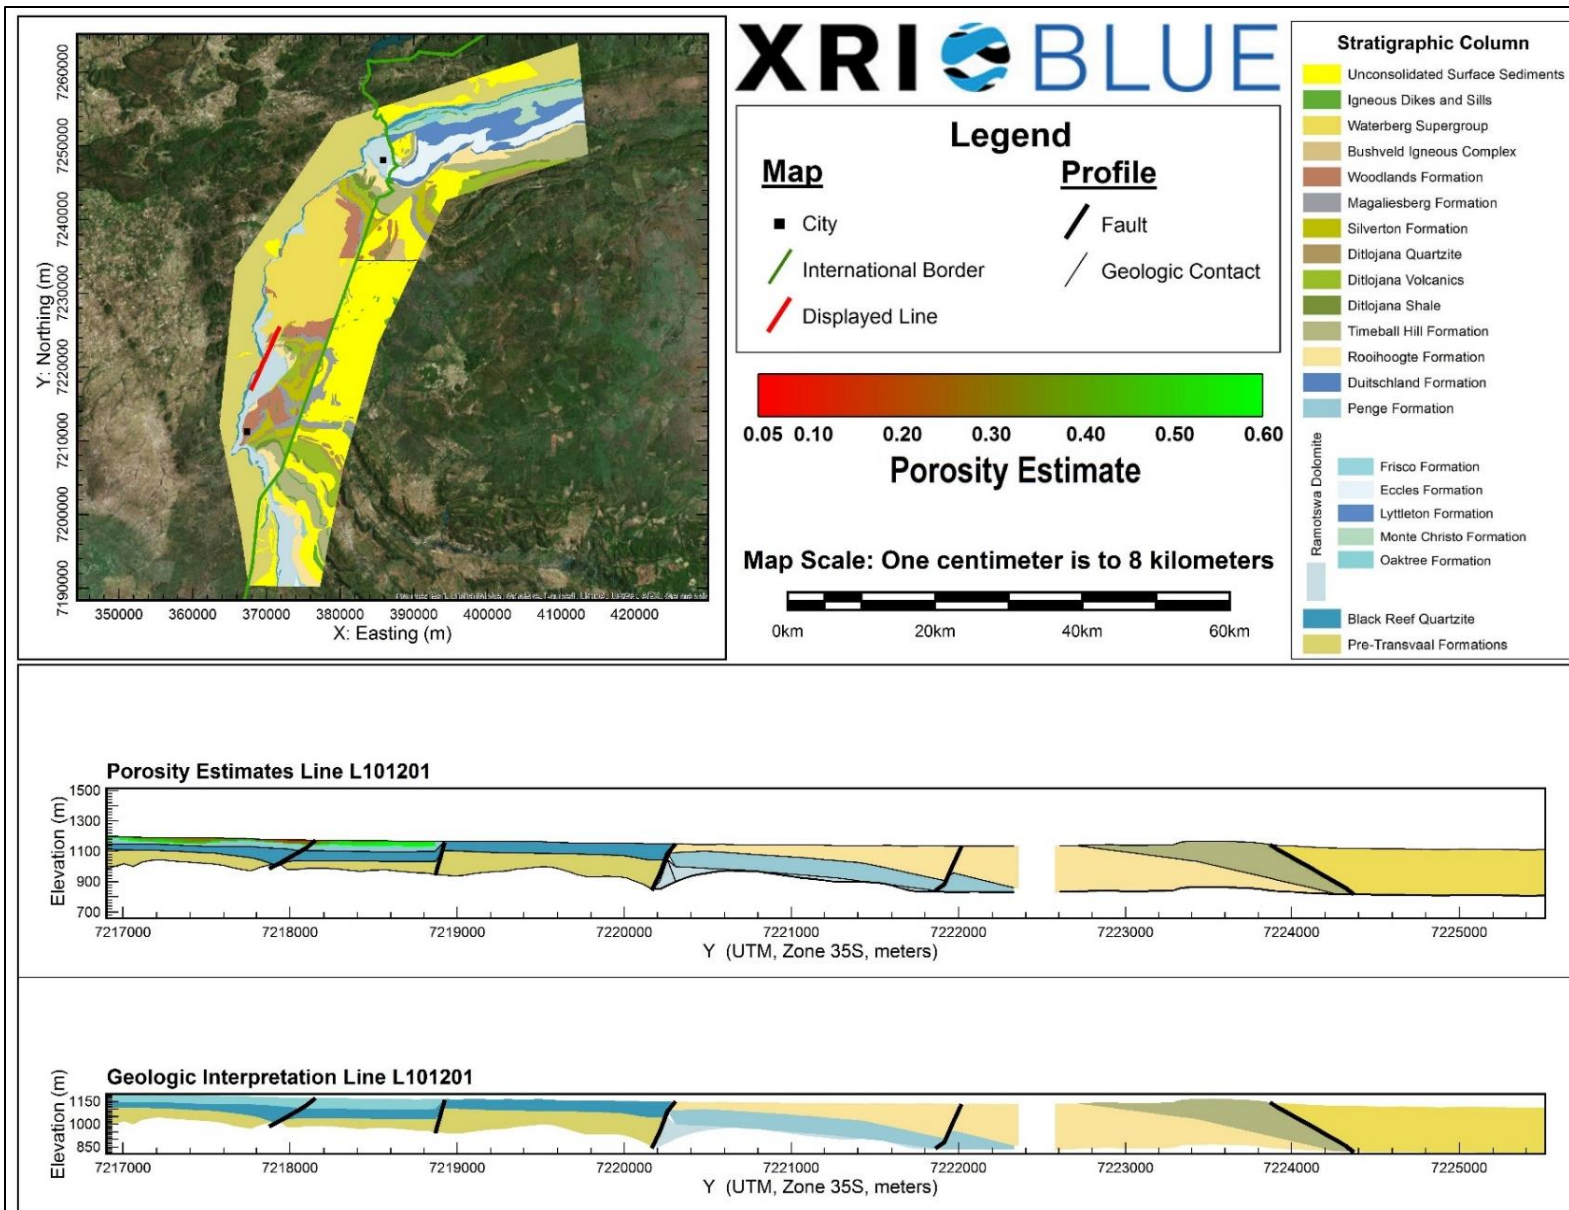 7260000
7250000
7240000
7230000
7220000
7210000
7200000
7190000
Y: Northing (m)
350000 360000 370000 380000 390000 400000 410000 420000
X: Easting (m)
XRI BLUE
Legend
Map
City
International Border
Displayed Line
Profile
Fault
Geologic Contact
0.05 0.10 0.20 0.30 0.40 0.50 0.60
Porosity Estimate
Map Scale: One centimeter is to 8 kilometers
0km 20km 40km 60km
Stratigraphic Column
Unconsolidated Surface Sediments
Igneous Dikes and Sills
Waterberg Supergroup
Bushveld Igneous Complex
Woodlands Formation
Magaliesberg Formation
Silverton Formation
Ditlojana Quartzite
Ditlojana Volcanics
Ditlojana Shale
Timeball Hill Formation
Rooihoogte Formation
Duitschland Formation
Penge Formation
Ramotswa Dolomite
Frisco Formation
Eccles Formation
Lyttleton Formation
Monte Christo Formation
Oaktree Formation
Black Reef Quartzite
Pre-Transvaal Formations
Porosity Estimates Line L101201
Elevation (m)
1500
1300
1100
900
700
7217000 7218000 7219000 7220000 7221000 7222000 7223000 7224000 7225000
Y (UTM, Zone 35S, meters)
Geologic Interpretation Line L101201
Elevation (m)
1150
1000
850
7217000 7218000 7219000 7220000 7221000 7222000 7223000 7224000 7225000
Y (UTM, Zone 35S, meters)